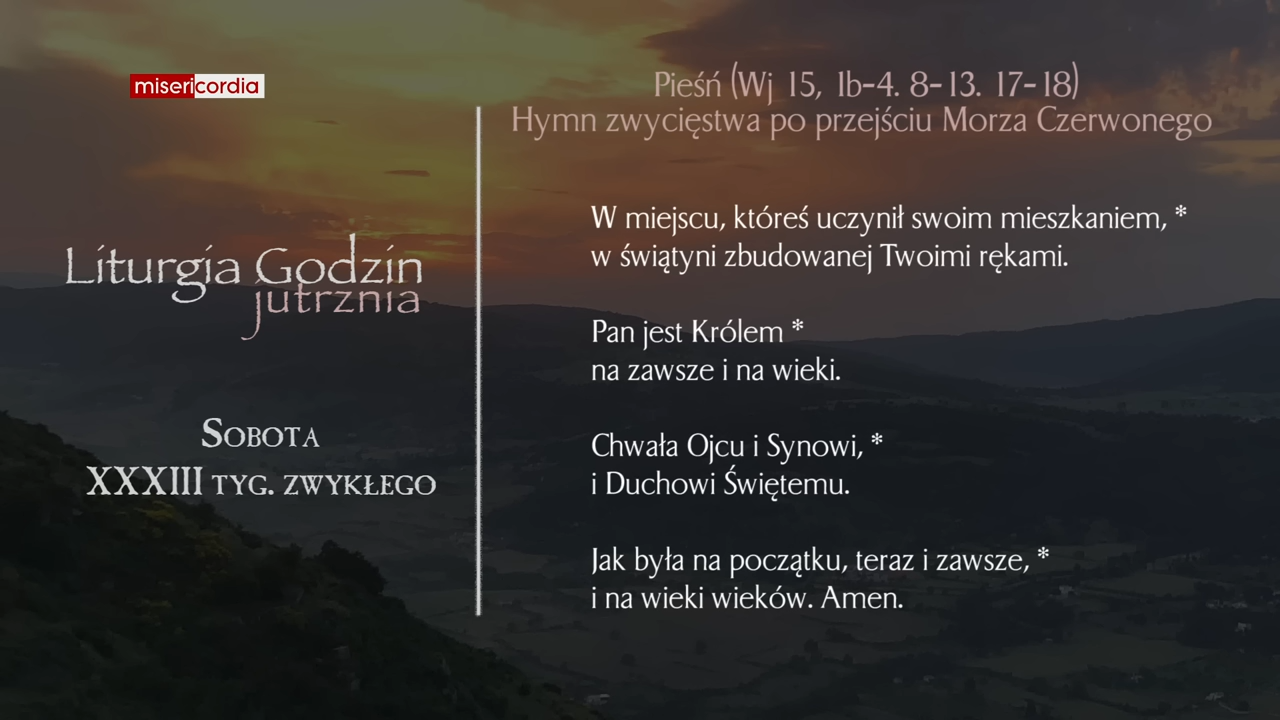 misericordia
Liturgia Godzin
jutrznia
Sobota
XXXIII tyg. zwykłego
Pieśń (Wj 15, 1b-4. 8-13. 17-18)
Hymn zwycięstwa po przejściu Morza Czerwonego
W miejscu, któreś uczynił swoim mieszkaniem, *
w świątyni zbudowanej Twoimi rękami.
Pan jest Królem *
na zawsze i na wieki.
Chwała Ojcu i Synowi, *
i Duchowi Świętemu.
Jak była na początku, teraz i zawsze, *
i na wieki wieków. Amen.